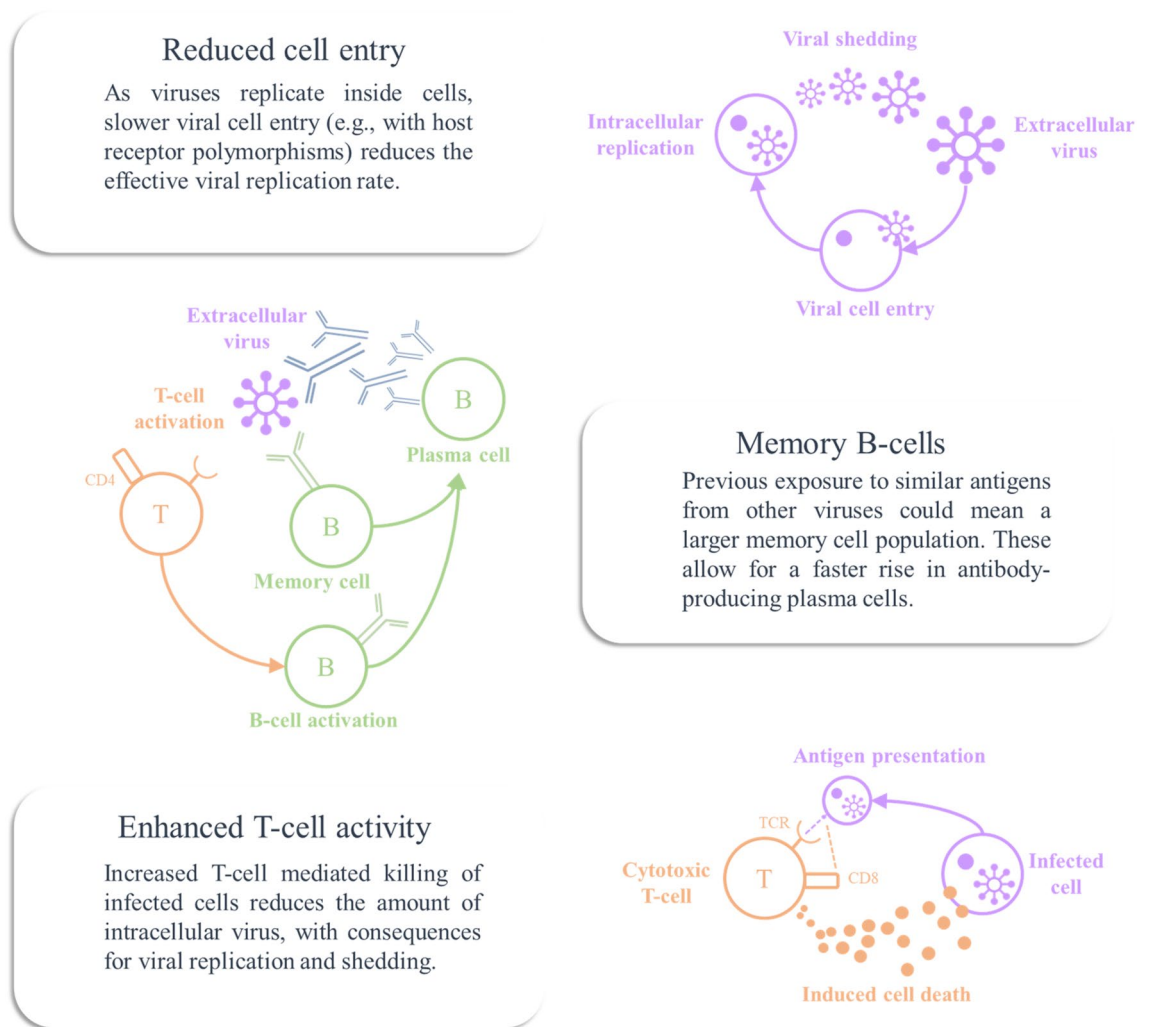 Reduced cell entry
As viruses replicate inside cells,
slower viral cell entry (e.g., with host
receptor polymorphisms) reduces the
effective viral replication rate.
Viral shedding
Intracellular
replication
Extracellular
virus
Viral cell entry
Extracellular
virus
T-cell
activation
B
Plasma cell
CD4
T
B
Memory cell
B
B-cell activation
Memory B-cells
Previous exposure to similar antigens
from other viruses could mean a
larger memory cell population. These
allow for a faster rise in antibody-
producing plasma cells.
Enhanced T-cell activity
Increased T-cell mediated killing of
infected cells reduces the amount of
intracellular virus, with consequences
for viral replication and shedding.
Antigen presentation
TCR
Cytotoxic
T-cell
T
CD8
Infected
cell
Induced cell death